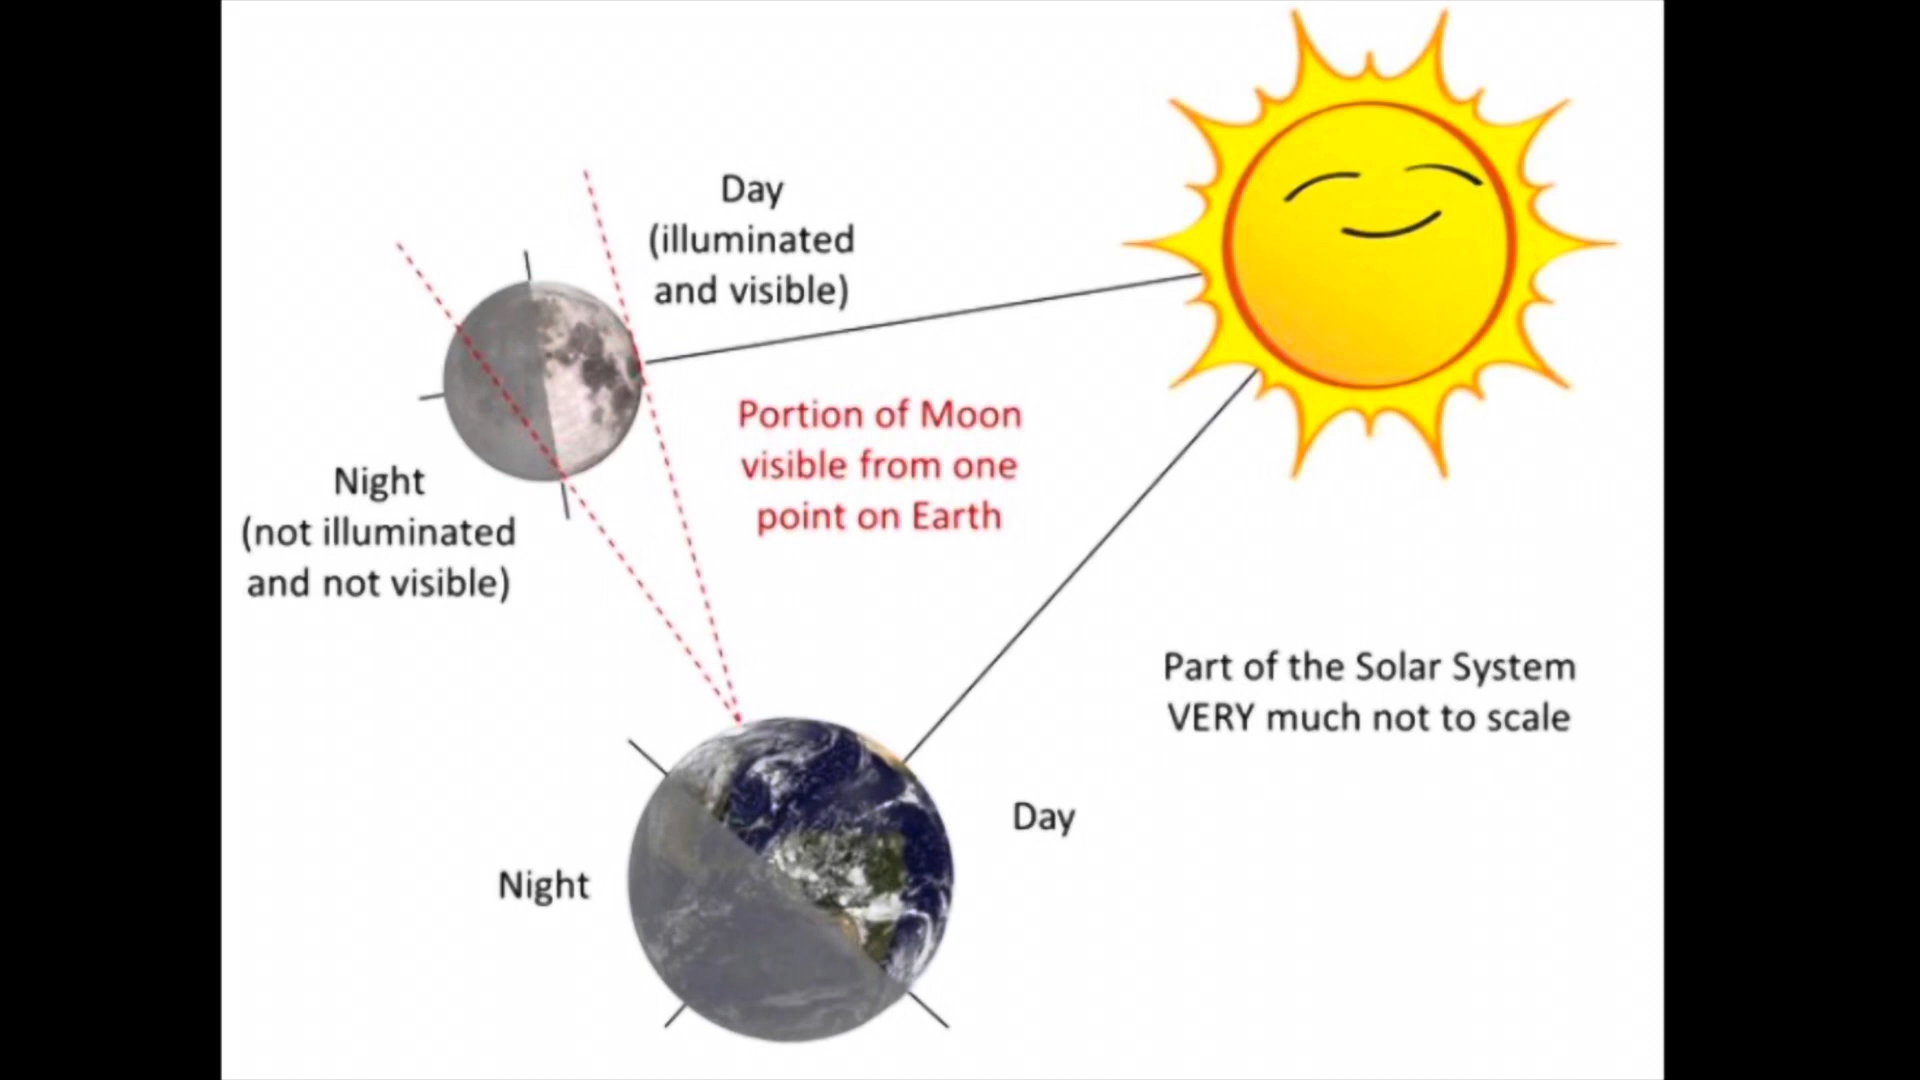 Day
(illuminated
and visible)
Portion of Moon
visible from one
point on Earth
Night
(not illuminated
and not visible)
Part of the Solar System
VERY much not to scale
Day
Night